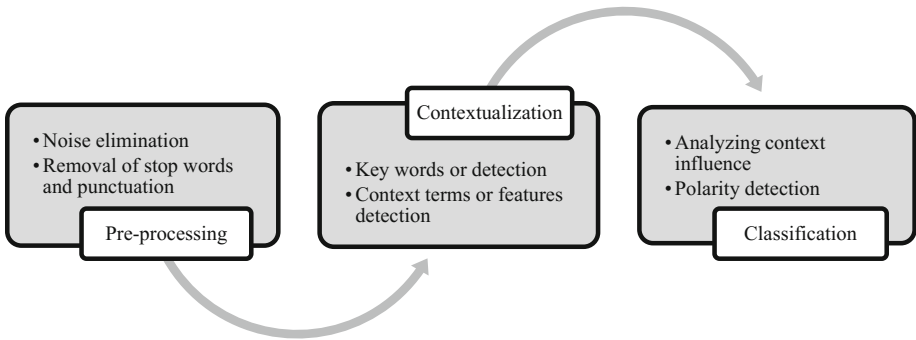 • Noise elimination
• Removal of stop words
and punctuation
Pre-processing
Contextualization
• Key words or detection
• Context terms or features
detection
• Analyzing context
influence
• Polarity detection
Classification